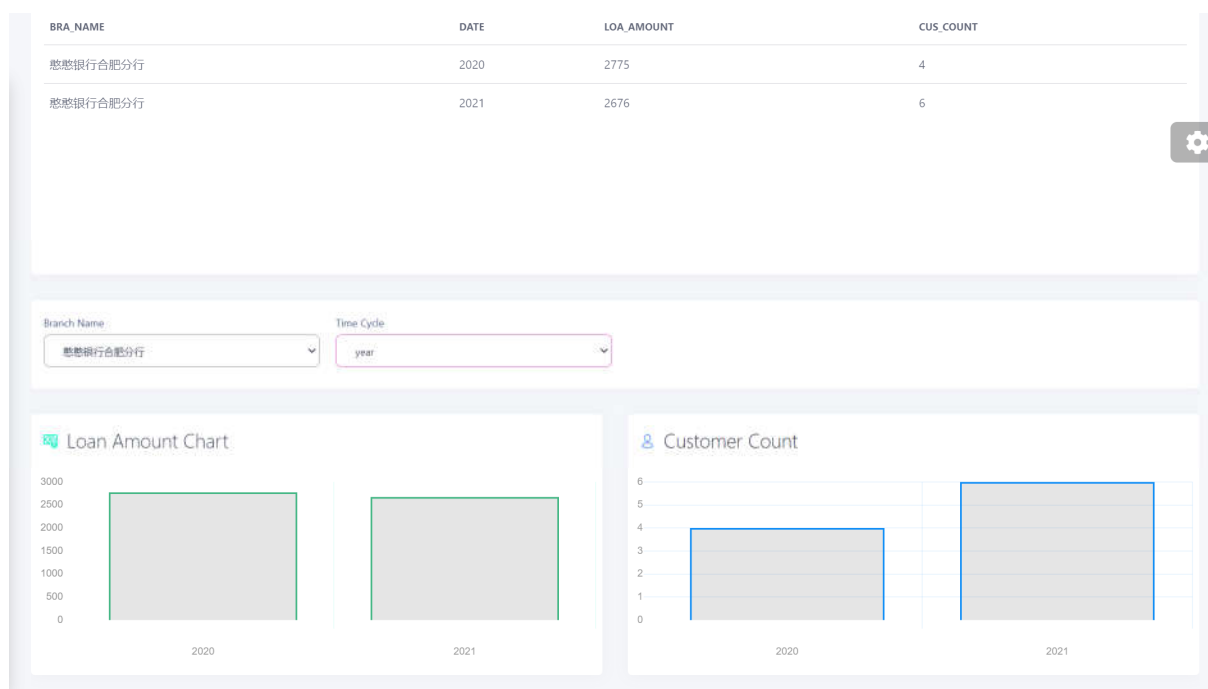 BRA_NAME DATE LOA_AMOUNT CUS_COUNT
憨憨银行合肥分行 2020 2775 4
憨憨银行合肥分行 2021 2676 6
Branch Name Time Cycle
憨憨银行合肥分行 year
Loan Amount Chart
3000
2500
2000
1500
1000
500
0
2020 2021
Customer Count
6
5
4
3
2
1
0
2020 2021